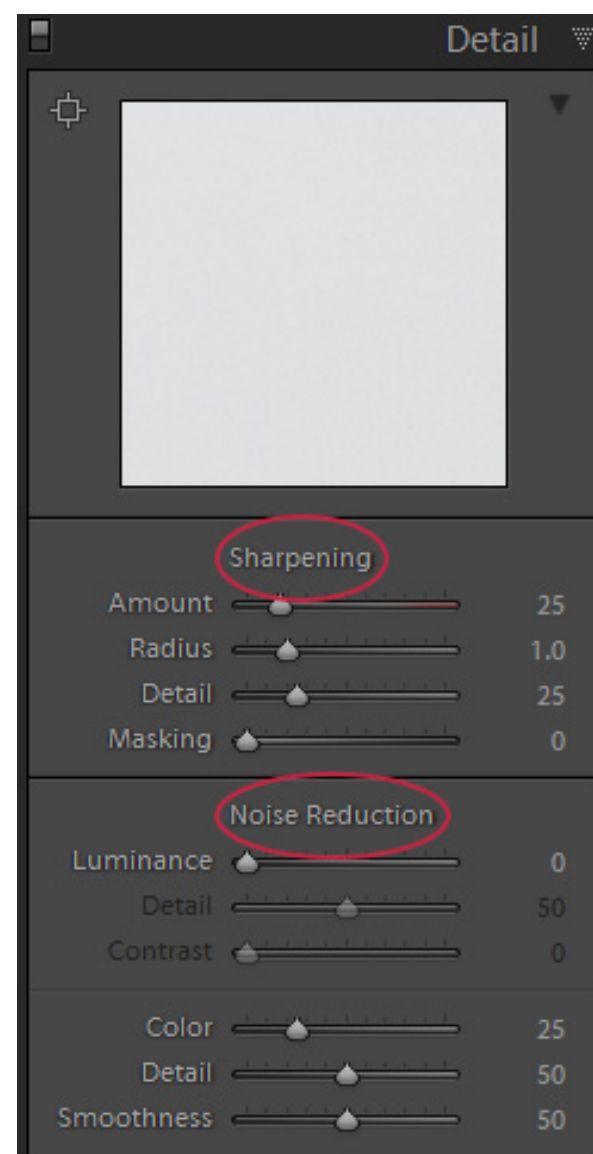 Detail
Sharpening
Amount 25
Radius 1.0
Detail 25
Masking 0
Noise Reduction
Luminance 0
Detail 50
Contrast 0
Color 25
Detail 50
Smoothness 50